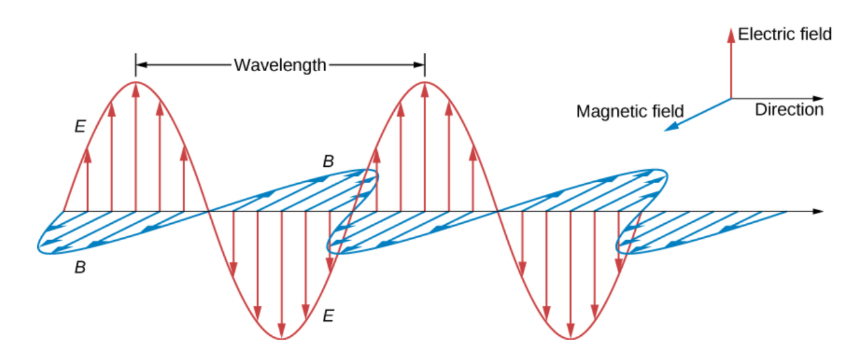 Electric field
Wavelength
Magnetic field
Direction
E
B
B
E